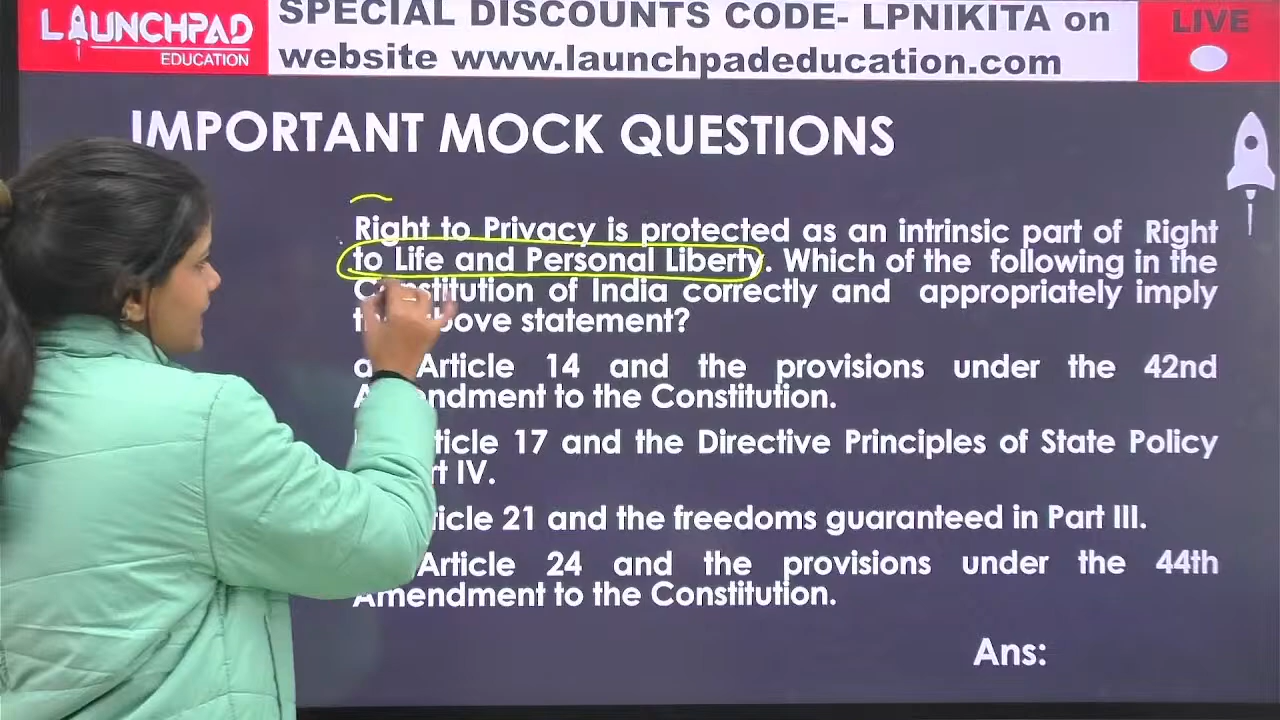 LAUNCHPAD
EDUCATION
SPECIAL DISCOUNTS CODE- LPNIKITA on
website www.launchpadeducation.com
LIVE
IMPORTANT MOCK QUESTIONS
Right to Privacy is protected as an intrinsic part of Right
to Life and Personal Liberty. Which of the following in the
Constitution of India correctly and appropriately imply
above statement?
Article 14 and the provisions under the 42nd
Amendment to the Constitution.
Article 17 and the Directive Principles of State Policy
IV.
Article 21 and the freedoms guaranteed in Part III.
Article 24 and the provisions under the 44th
Amendment to the Constitution.
Ans: